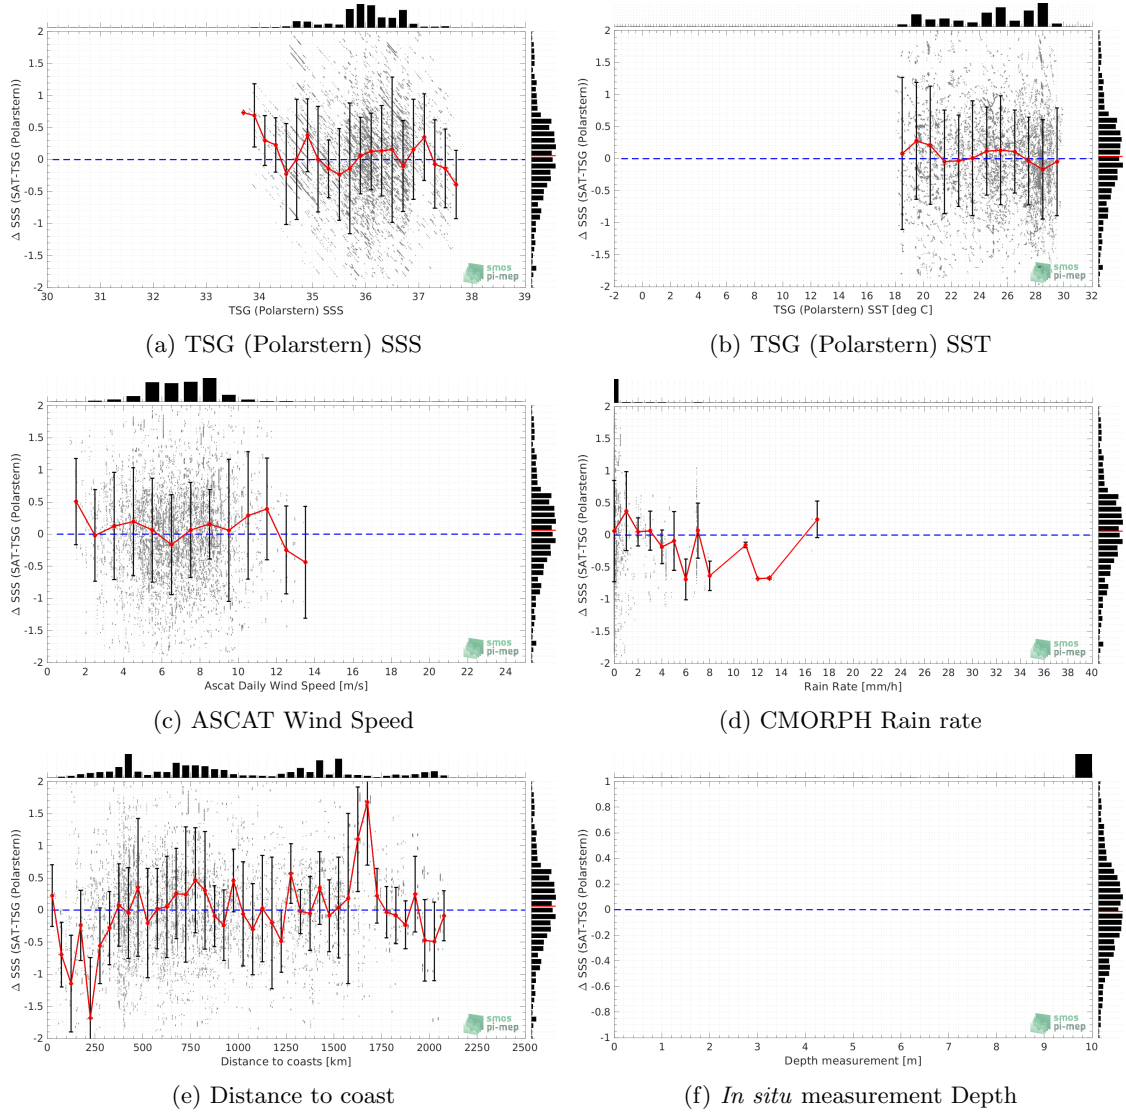 Δ SSS (SAT-TSG (Polarstern))
2
1.5
1
0.5
0
-0.5
-1
-1.5
-2
30 31 32 33 34 35 36 37 38 39
TSG (Polarstern) SSS
smos
pi-mep
(a) TSG (Polarstern) SSS
Δ SSS (SAT-TSG (Polarstern))
2
1.5
1
0.5
0
-0.5
-1
-1.5
-2
-2 0 2 4 6 8 10 12 14 16 18 20 22 24 26 28 30 32
TSG (Polarstern) SST [deg C]
smos
pi-mep
(b) TSG (Polarstern) SST
Δ SSS (SAT-TSG (Polarstern))
2
1.5
1
0.5
0
-0.5
-1
-1.5
-2
0 2 4 6 8 10 12 14 16 18 20 22 24
Ascat Daily Wind Speed [m/s]
smos
pi-mep
(c) ASCAT Wind Speed
Δ SSS (SAT-TSG (Polarstern))
2
1.5
1
0.5
0
-0.5
-1
-1.5
-2
0 2 4 6 8 10 12 14 16 18 20 22 24 26 28 30 32 34 36 38 40
Rain Rate [mm/h]
smos
pi-mep
(d) CMORPH Rain rate
Δ SSS (SAT-TSG (Polarstern))
2
1.5
1
0.5
0
-0.5
-1
-1.5
-2
0 250 500 750 1000 1250 1500 1750 2000 2250 2500
Distance to coasts [km]
smos
pi-mep
(e) Distance to coast
Δ SSS (SAT-TSG (Polarstern))
1
0.8
0.6
0.4
0.2
0
-0.2
-0.4
-0.6
-0.8
-1
0 1 2 3 4 5 6 7 8 9 10
Depth measurement [m]
smos
pi-mep
(f) In situ measurement Depth